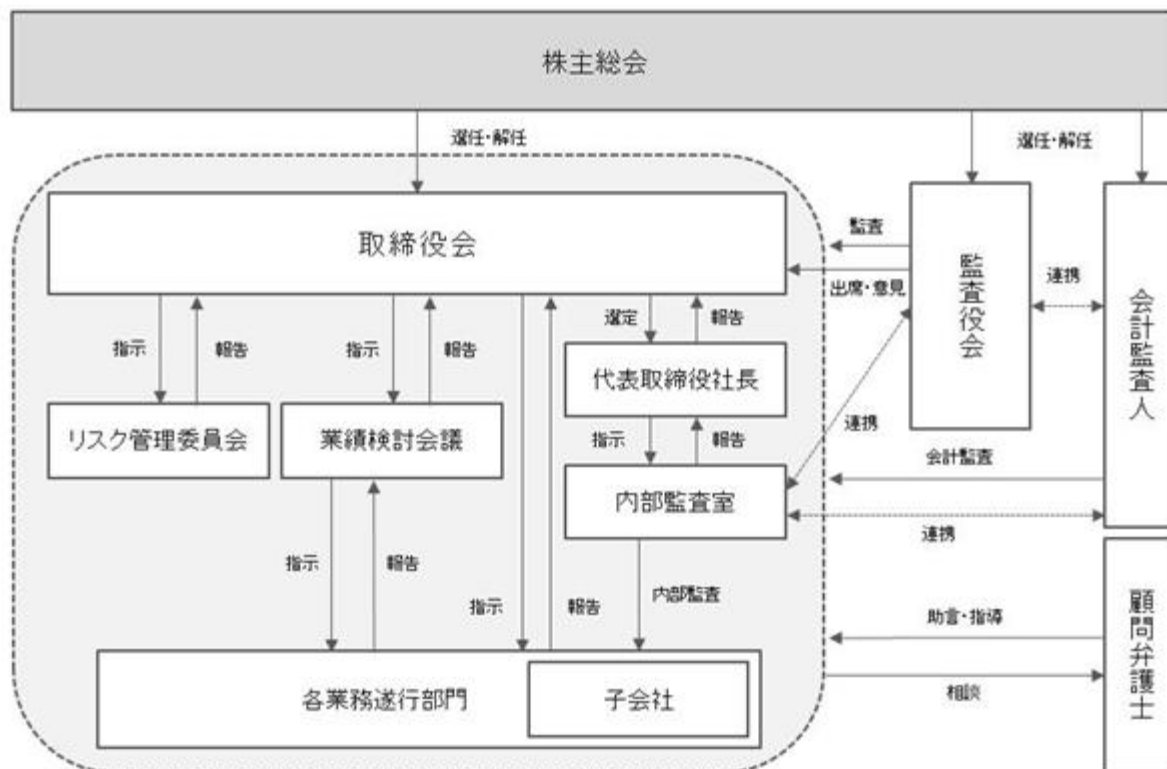 株主総会
選任・解任
選任・解任
取締役会
監査
出席・意見
監査役会
連携
会計監査人
指示
報告
指示
報告
選定
報告
代表取締役社長
リスク管理委員会
業績検討会議
指示
報告
連携
内部監査室
会計監査
連携
指示
報告
指示
報告
内部監査
各業務遂行部門
子会社
助言・指導
相談
顧問弁護士